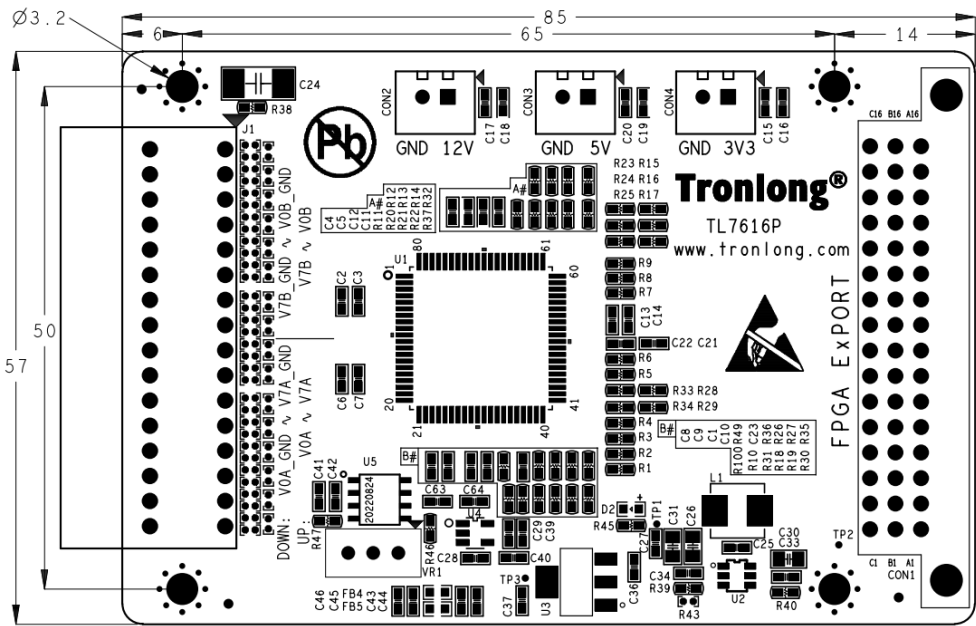 Ø3.2
85
6
65
14
57
50
C24
R38
J1
Pb
CON2
GND 12V
C17
C18
CON3
GND 5V
C20
C19
CON4
GND 3V3
C15
C16
C16 B16 A16
R23 R15
R24 R16
R25 R17
Tronlong®
TL7616P
www.tronlong.com
A#
C4
C5
C12
C11
R11
R20 R12
R21 R13
R22 R14
R37 R32
A#
80
61
U1
1
60
20
41
21
40
C2
C3
C6
C7
R9
R8
R7
C13
C14
C22 C21
R6
R5
R33 R28
R34 R29
R4
R3
R2
R1
V7B_GND ~ V0B_GND
V7B ~ V0B
V0A_GND ~ V7A_GND
V0A ~ V7A
DOWN:
UP:
FPGA ExPORT
B#
C8
C9
C1
C10
R100 R49
R10 C23
R31 R36
R18 R26
R19 R27
R30 R35
B#
C41
C42
U5
20220824
R47
VR1
C63 C64
U4
R46
C28
C29
C39
C40
D2
+
R45
TP1
C27
C31
C26
L1
C25
C30
C33
TP2
C1 B1 A1
CON1
C34
R39
R43
U2
R40
TP3
C37
U3
C36
C46
C45
FB4
FB5
C43
C44